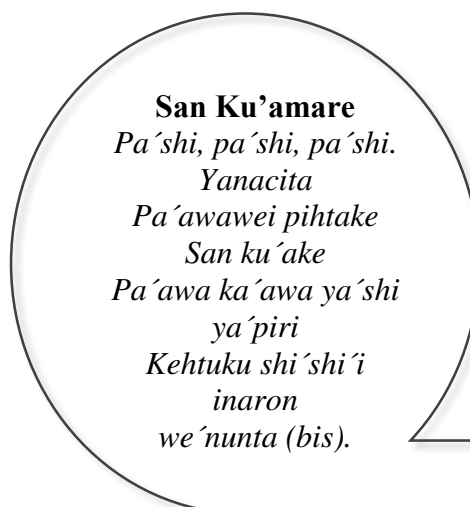 San Ku’amare
Pa´shi, pa´shi, pa´shi.
Yanacita
Pa´awawei pihtake
San ku´ake
Pa´awa ka´awa ya´shi
ya´piri
Kehtuku shi´shi´i
inaron
we´nunta (bis).